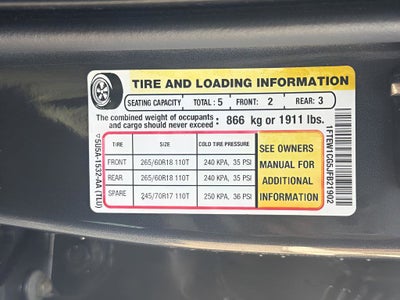 TIRE AND LOADING INFORMATION
SEATING CAPACITY TOTAL : 5 FRONT: 2 REAR: 3
The combined weight of occupants
and cargo should never exceed : 866 kg or 1911 lbs.
TIRE SIZE COLD TIRE PRESSURE
FRONT 265/60R18 110T 240 KPA, 35 PSI
REAR 265/60R18 110T 240 KPA, 35 PSI
SPARE 245/70R17 110T 250 KPA, 36 PSI
SEE OWNERS
MANUAL FOR
ADDITIONAL
INFORMATION
1FTEW1CG5JFB21902